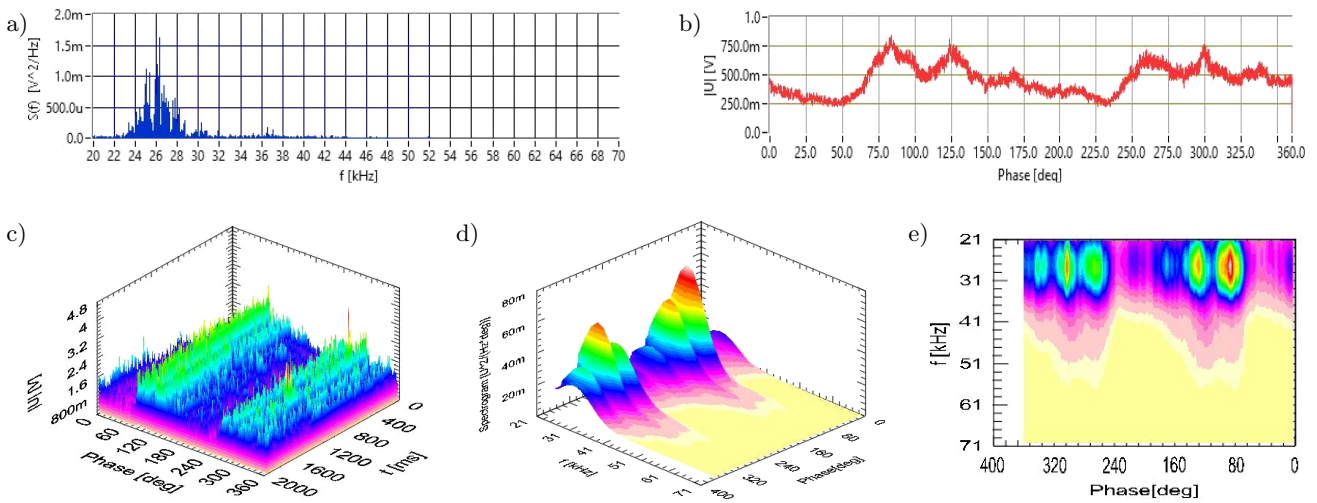 a)
2.0m
1.5m
1.0m
500.0u
0.0
S(f) [V^2/Hz]
20 22 24 26 28 30 32 34 36 38 40 42 44 46 48 50 52 54 56 58 60 62 64 66 68 70
f [kHz]
b)
1.0
750.0m
500.0m
250.0m
0.0
|U| [V]
0.0 25.0 50.0 75.0 100.0 125.0 150.0 175.0 200.0 225.0 250.0 275.0 300.0 325.0 360.0
Phase [deg]
c)
4.8
4
3.2
2.4
1.6
800m
|U|[V]
0 60 120 180 240 300 360
Phase [deg]
0 400 800 1200 1600 2000
t [ms]
d)
80m
60m
40m
20m
Spectrogram [U^2/(Hz*deg)]
21 31 41 51 61 71
f [kHz]
0 80 160 240 320 400
Phase[deg]
e)
21
31
41
51
61
71
f [kHz]
400 320 240 160 80 0
Phase[deg]